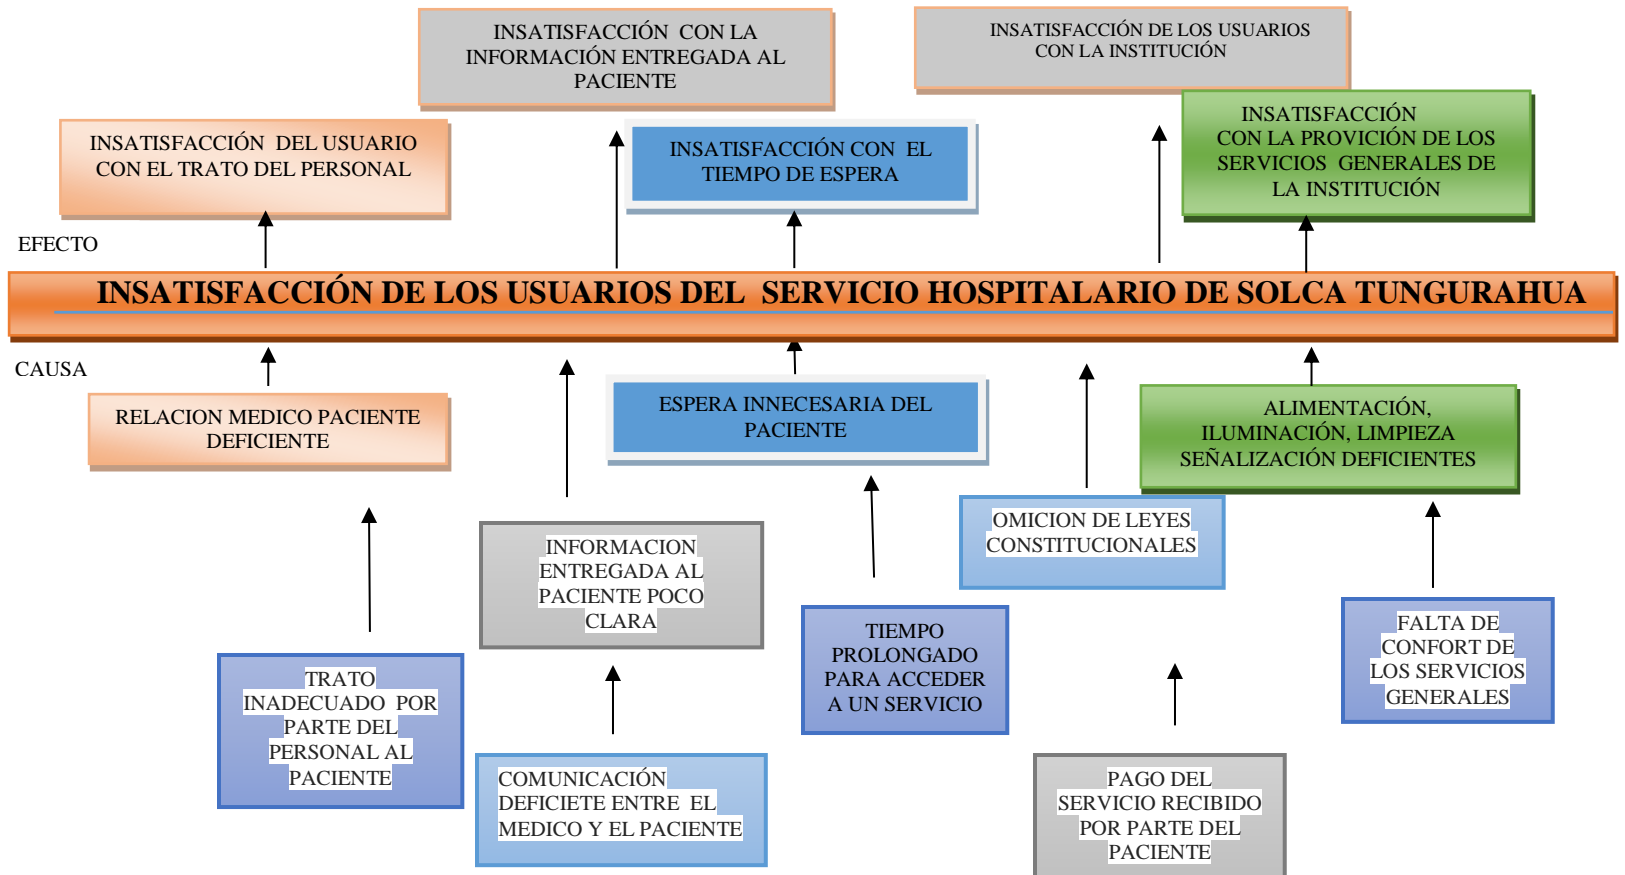 INSATISFACCIÓN CON LA
INFORMACIÓN ENTREGADA AL
PACIENTE
INSATISFACCIÓN DE LOS USUARIOS
CON LA INSTITUCIÓN
INSATISFACCIÓN DEL USUARIO
CON EL TRATO DEL PERSONAL
INSATISFACCIÓN CON EL
TIEMPO DE ESPERA
INSATISFACCIÓN
CON LA PROVICIÓN DE LOS
SERVICIOS GENERALES DE
LA INSTITUCIÓN
EFECTO
INSATISFACCIÓN DE LOS USUARIOS DEL SERVICIO HOSPITALARIO DE SOLCA TUNGURAHUA
CAUSA
RELACION MEDICO PACIENTE
DEFICIENTE
ESPERA INNECESARIA DEL
PACIENTE
ALIMENTACIÓN,
ILUMINACIÓN, LIMPIEZA
SEÑALIZACIÓN DEFICIENTES
INFORMACION
ENTREGADA AL
PACIENTE POCO
CLARA
OMICION DE LEYES
CONSTITUCIONALES
TRATO
INADECUADO POR
PARTE DEL
PERSONAL AL
PACIENTE
TIEMPO
PROLONGADO
PARA ACCEDER
A UN SERVICIO
FALTA DE
CONFORT DE
LOS SERVICIOS
GENERALES
COMUNICACIÓN
DEFICIETE ENTRE EL
MEDICO Y EL PACIENTE
PAGO DEL
SERVICIO RECIBIDO
POR PARTE DEL
PACIENTE